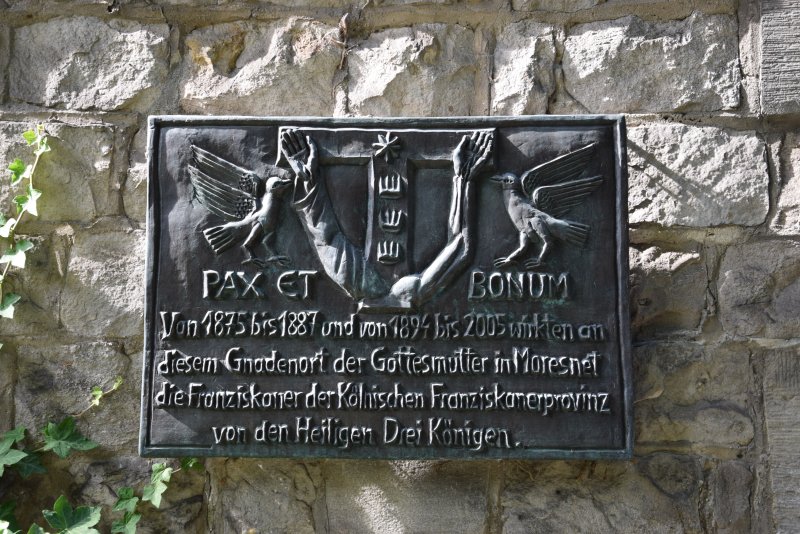 PAX ET BONUM
Von 1875 bis 1887 und von 1894 bis 2005 wirkten an
diesem Gnadenort der Gottesmutter in Moresnet
die Franziskaner der Kölnischen Franziskanerprovinz
von den Heiligen Drei Königen.